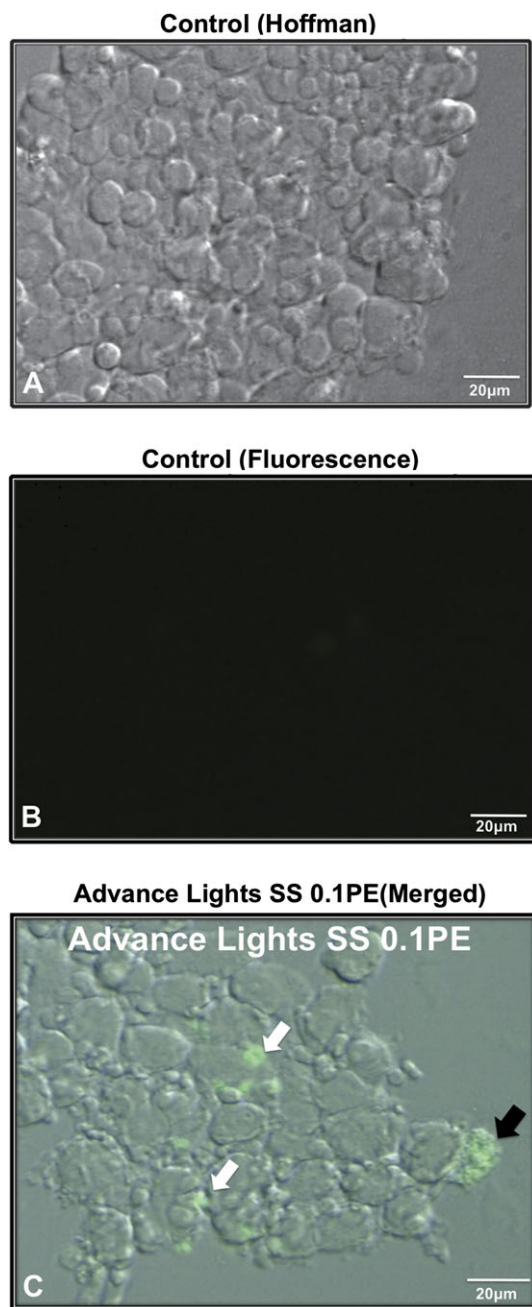 Control (Hoffman)
A
20µm
Control (Fluorescence)
B
20µm
Advance Lights SS 0.1PE(Merged)
Advance Lights SS 0.1PE
C
20µm